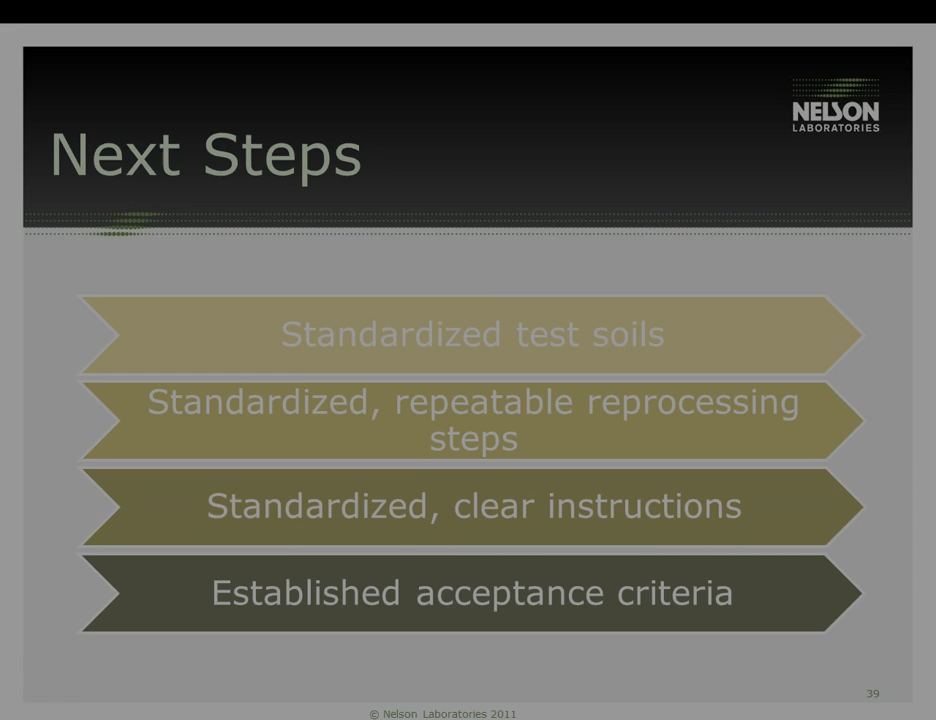 NELSON
LABORATORIES
Next Steps
Standardized test soils
Standardized, repeatable reprocessing
steps
Standardized, clear instructions
Established acceptance criteria
39
© Nelson Laboratories 2011